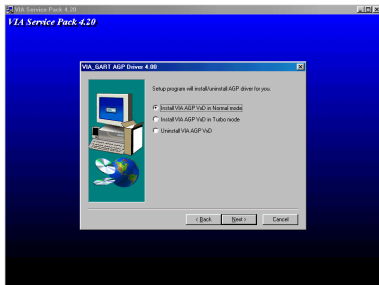 VIA Service Pack 4.20
VIA Service Pack 4.20
VIA_GART AGP Driver 4.00
Setup program will install/uninstall AGP driver for you.
Install VIA AGP VxD in Normal mode
Install VIA AGP VxD in Turbo mode
Uninstall VIA AGP VxD
< Back Next > Cancel